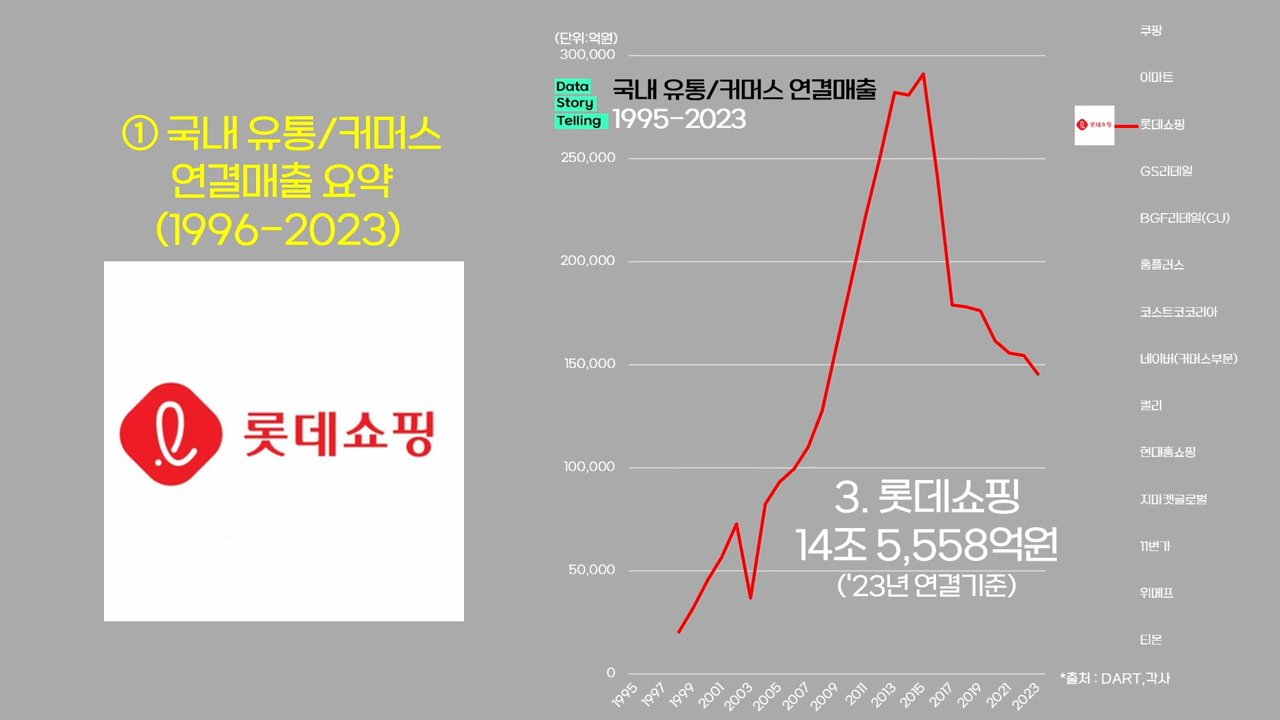 ① 국내 유통/커머스
연결매출 요약
(1996-2023)
롯데쇼핑
(단위:억원)
Data
Story
Telling
국내 유통/커머스 연결매출
1995-2023
300,000
250,000
200,000
150,000
100,000
50,000
0
3. 롯데쇼핑
14조 5,558억원
('23년 연결기준)
1995
1997
1999
2001
2003
2005
2007
2009
2011
2013
2015
2017
2019
2021
2023
쿠팡
이마트
롯데쇼핑
롯데쇼핑
GS리테일
BGF리테일(CU)
홈플러스
코스트코코리아
네이버(커머스부문)
컬리
현대홈쇼핑
지마켓글로벌
11번가
위메프
티몬
*출처 : DART,각사